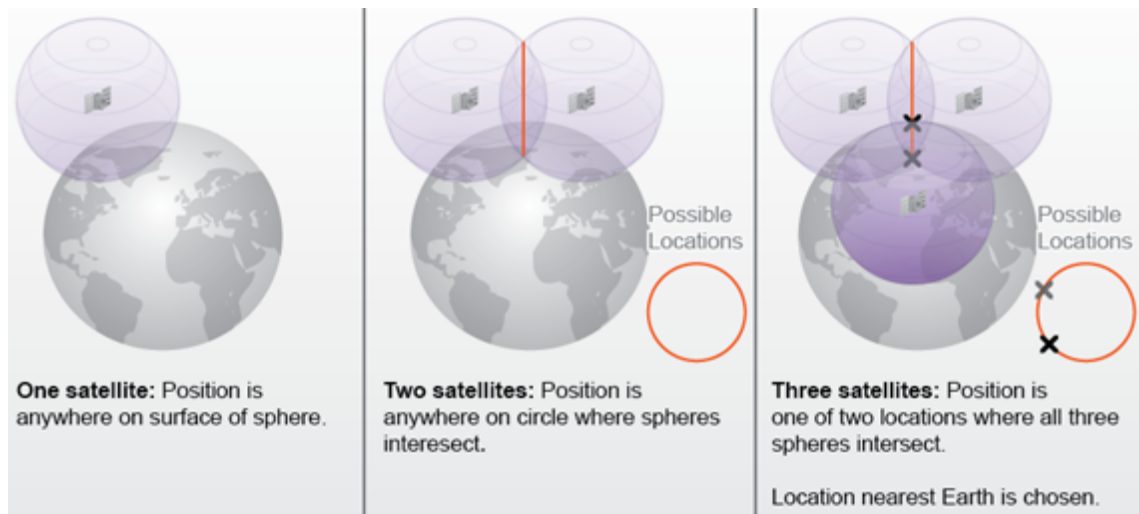 One satellite: Position is
anywhere on surface of sphere.
Possible
Locations
Two satellites: Position is
anywhere on circle where spheres
interesect.
Possible
Locations
Three satellites: Position is
one of two locations where all three
spheres intersect.
Location nearest Earth is chosen.